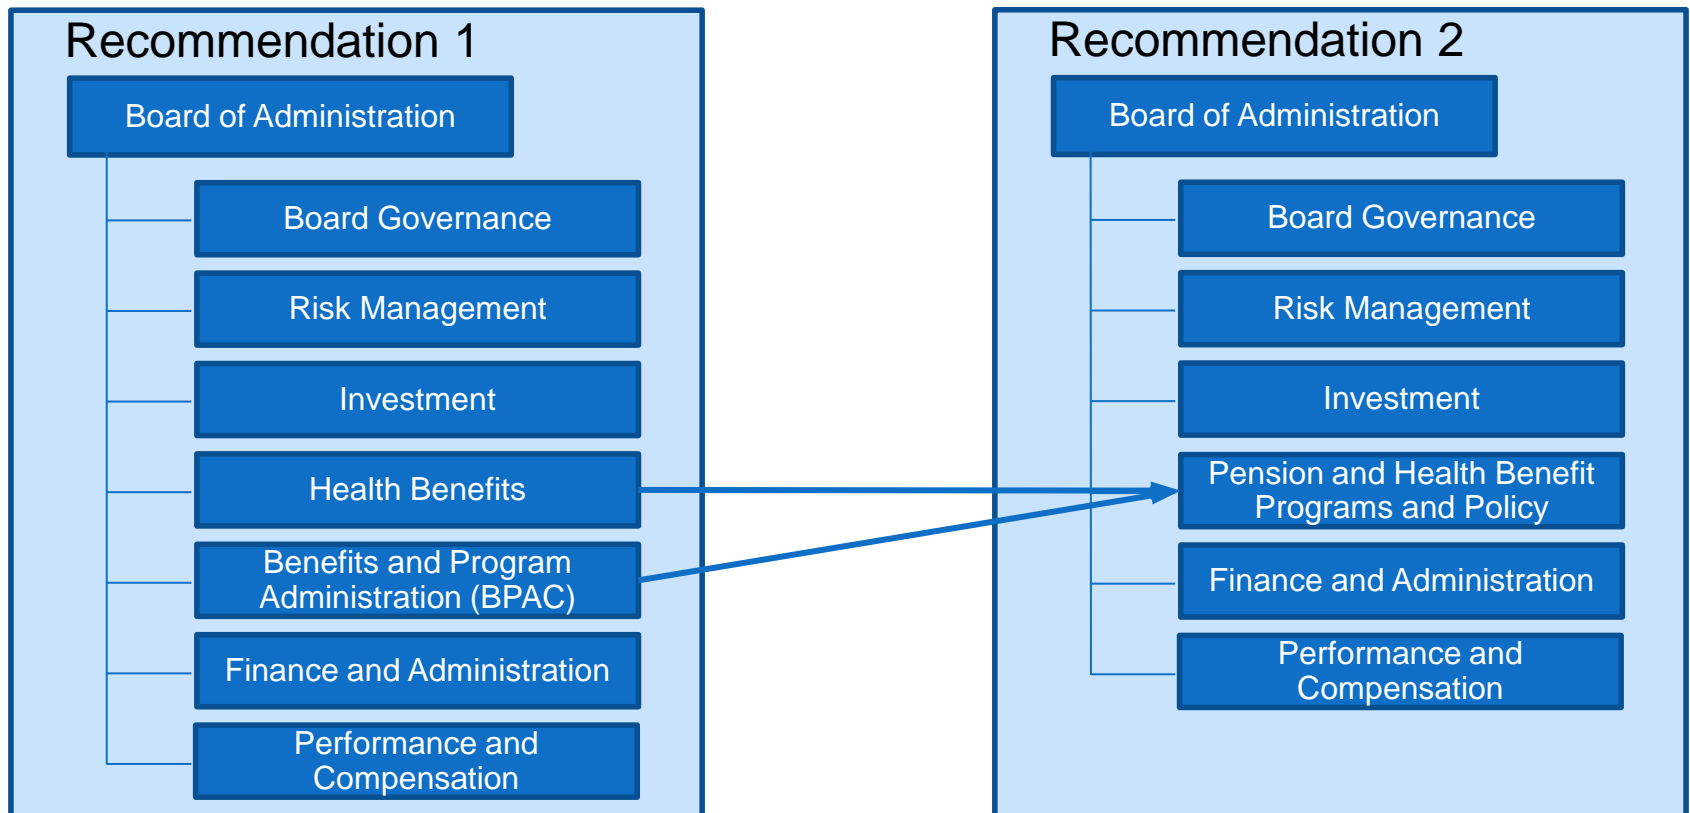 Recommendation 1
Board of Administration
Board Governance
Risk Management
Investment
Health Benefits
Benefits and Program
Administration (BPAC)
Finance and Administration
Performance and
Compensation
Recommendation 2
Board of Administration
Board Governance
Risk Management
Investment
Pension and Health Benefit
Programs and Policy
Finance and Administration
Performance and
Compensation